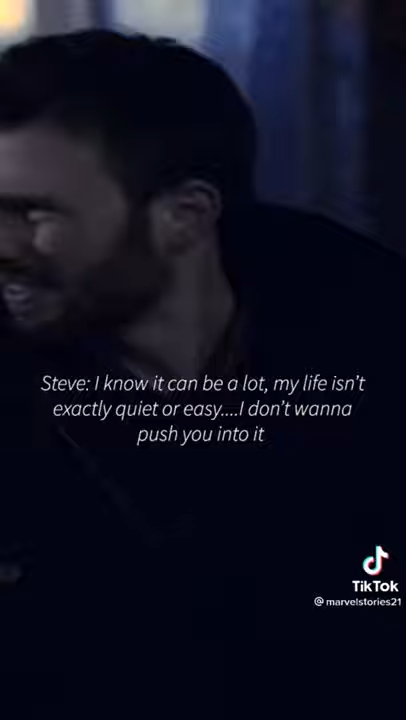 Steve: I know it can be a lot, my life isn't
exactly quiet or easy....I don't wanna
push you into it
TikTok
@marvelstories21